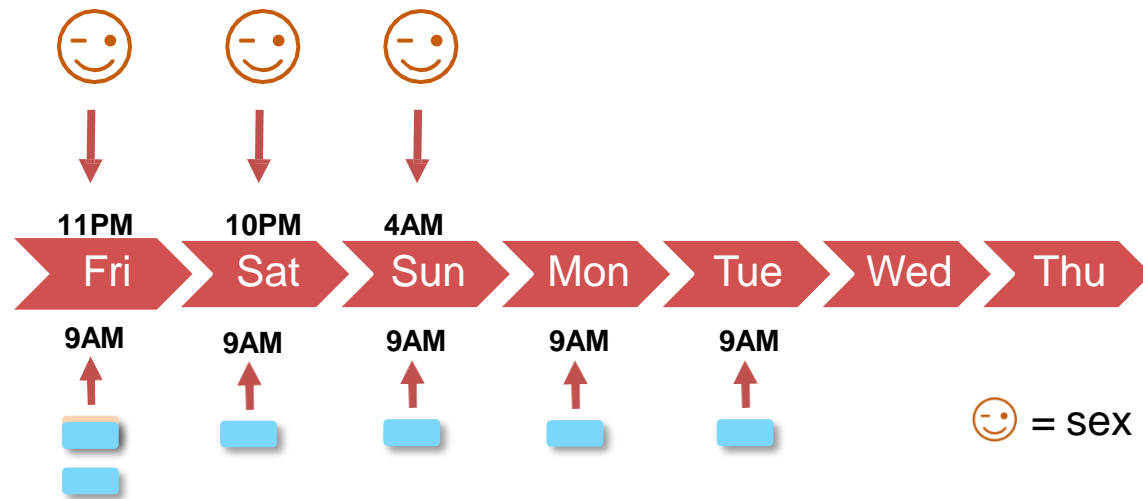 11PM 10PM 4AM
Fri Sat Sun Mon Tue Wed Thu
9AM 9AM 9AM 9AM 9AM
= sex